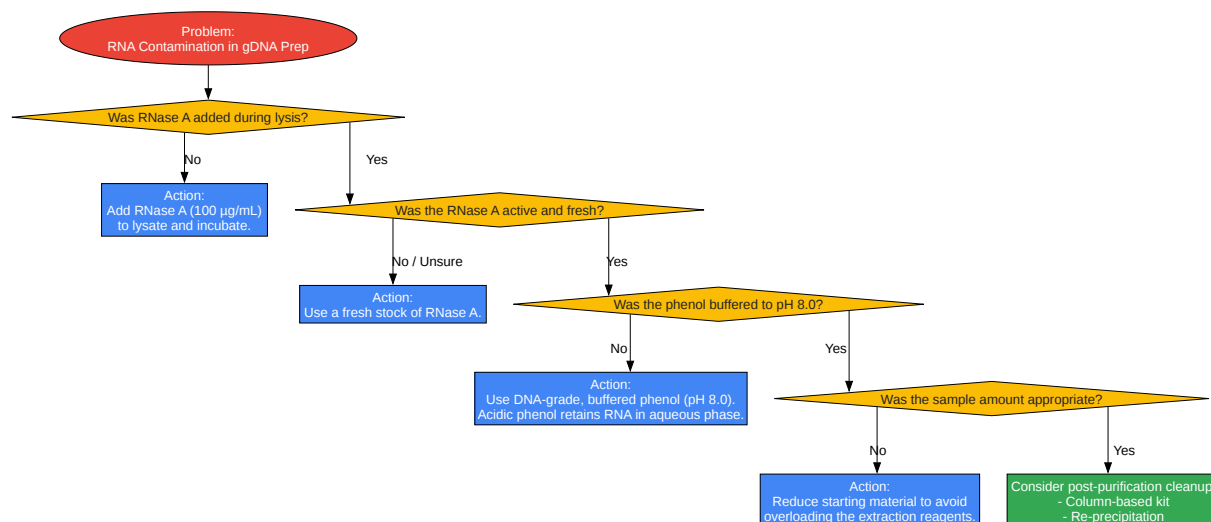 Problem:
RNA Contamination in gDNA Prep
Was RNase A added during lysis?
No
Yes
Action:
Add RNase A (100 µg/mL)
to lysate and incubate.
Was the RNase A active and fresh?
No / Unsure
Yes
Action:
Use a fresh stock of RNase A.
Was the phenol buffered to pH 8.0?
No
Yes
Action:
Use DNA-grade, buffered phenol (pH 8.0).
Acidic phenol retains RNA in aqueous phase.
Was the sample amount appropriate?
No
Yes
Action:
Reduce starting material to avoid
overloading the extraction reagents.
Consider post-purification cleanup
- Column-based kit
- Re-precipitation